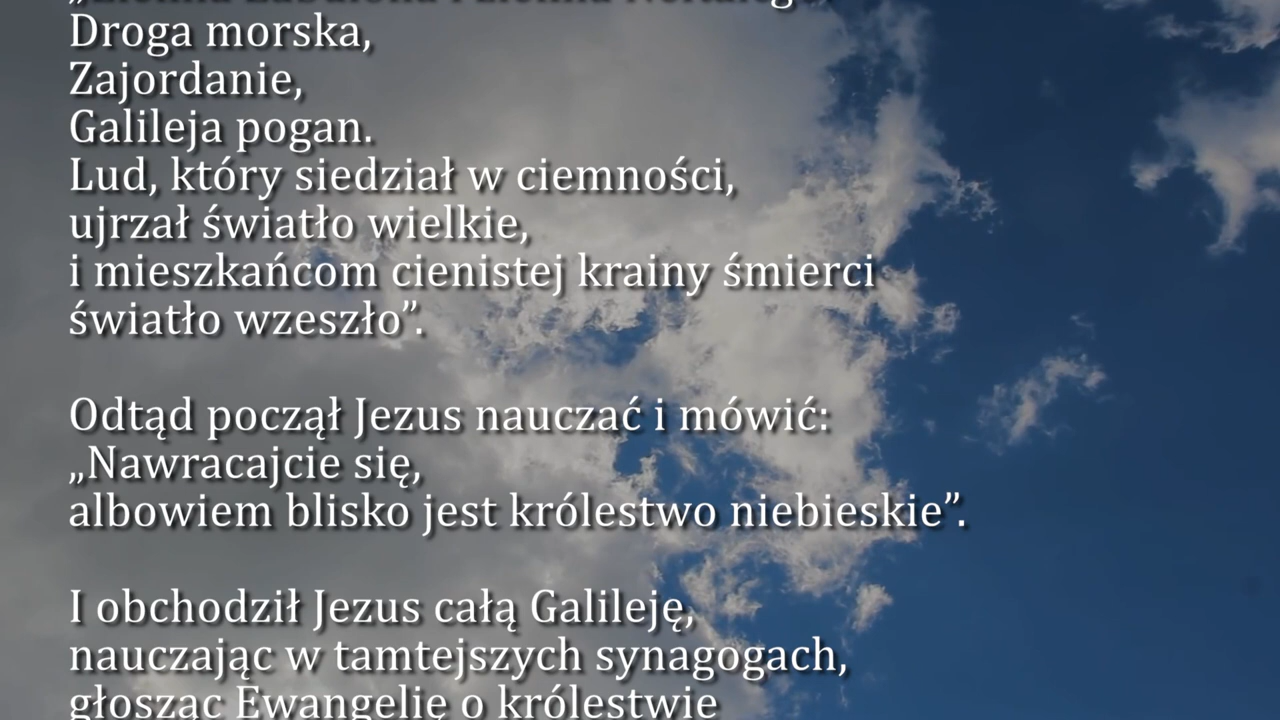 Droga morska,
Zajordanie,
Galileja pogan.
Lud, który siedział w ciemności,
ujrzał światło wielkie,
i mieszkańcom cienistej krainy śmierci
światło wzeszło”.
Odtąd począł Jezus nauczać i mówić:
„Nawracajcie się,
albowiem blisko jest królestwo niebieskie”.
I obchodził Jezus całą Galileję,
nauczając w tamtejszych synagogach,
głosząc Ewangelię o królestwie